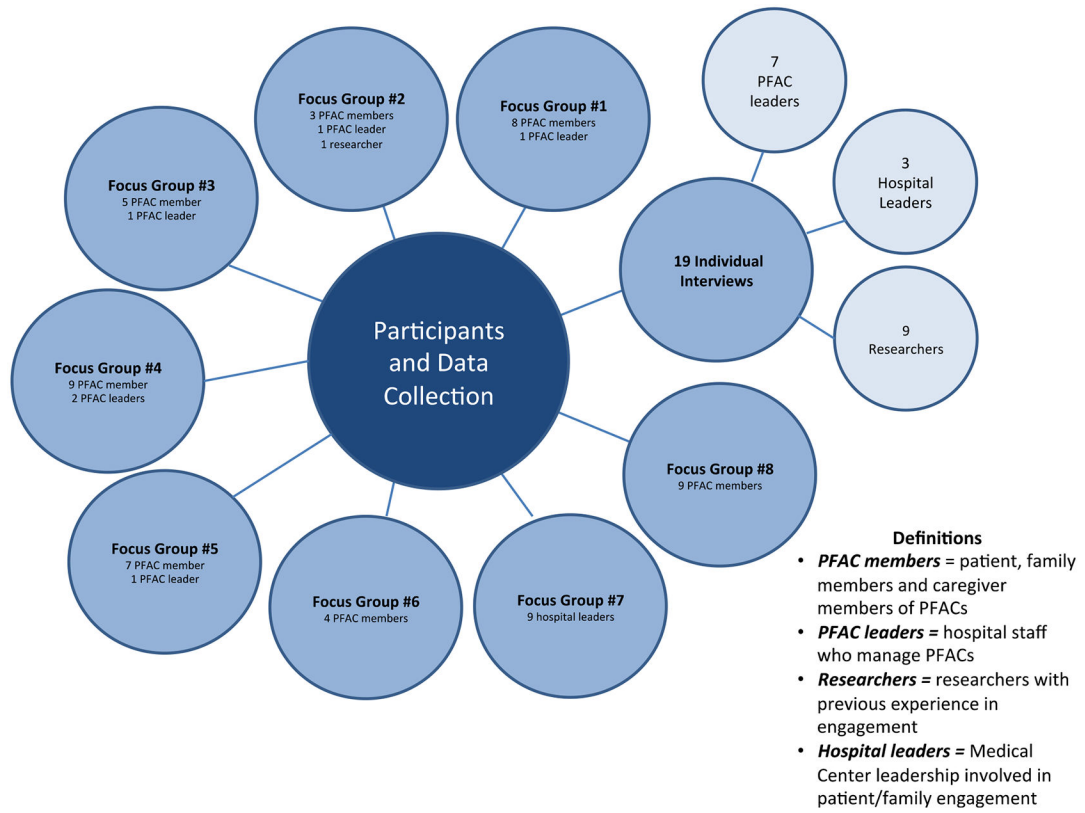 Participants
and Data
Collection
Focus Group #1
8 PFAC members
1 PFAC leader
Focus Group #2
3 PFAC members
1 PFAC leader
1 researcher
Focus Group #3
5 PFAC member
1 PFAC leader
Focus Group #4
9 PFAC member
2 PFAC leaders
Focus Group #5
7 PFAC member
1 PFAC leader
Focus Group #6
4 PFAC members
Focus Group #7
9 hospital leaders
Focus Group #8
9 PFAC members
19 Individual
Interviews
7
PFAC
leaders
3
Hospital
Leaders
9
Researchers
Definitions
• PFAC members = patient, family
members and caregiver
members of PFACs
• PFAC leaders = hospital staff
who manage PFACs
• Researchers = researchers with
previous experience in
engagement
• Hospital leaders = Medical
Center leadership involved in
patient/family engagement